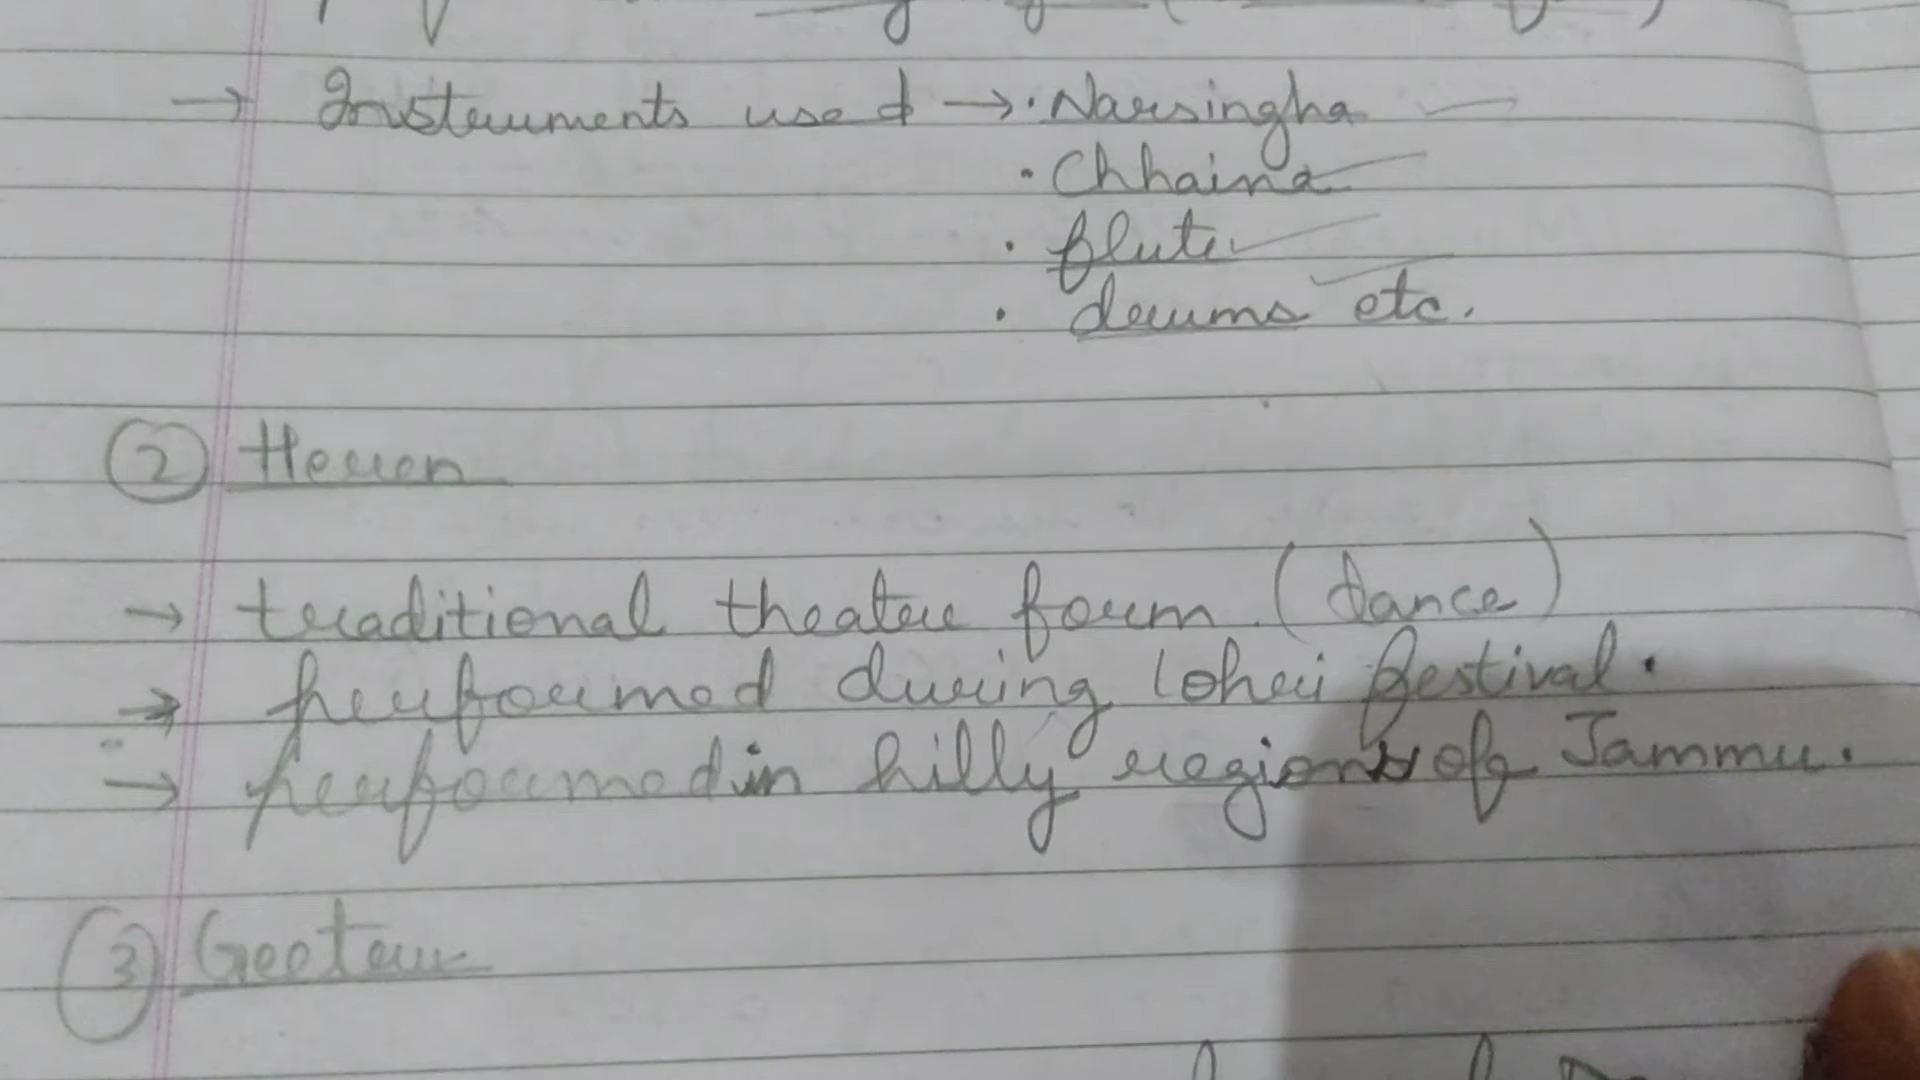 → Instruments used → • Narsingha
• Chhaina
• flute
• drums etc.
② Heren
→ traditional theatre form (dance)
→ performed during lohri festival.
→ performed in hilly regions of Jammu.
③ Geetru